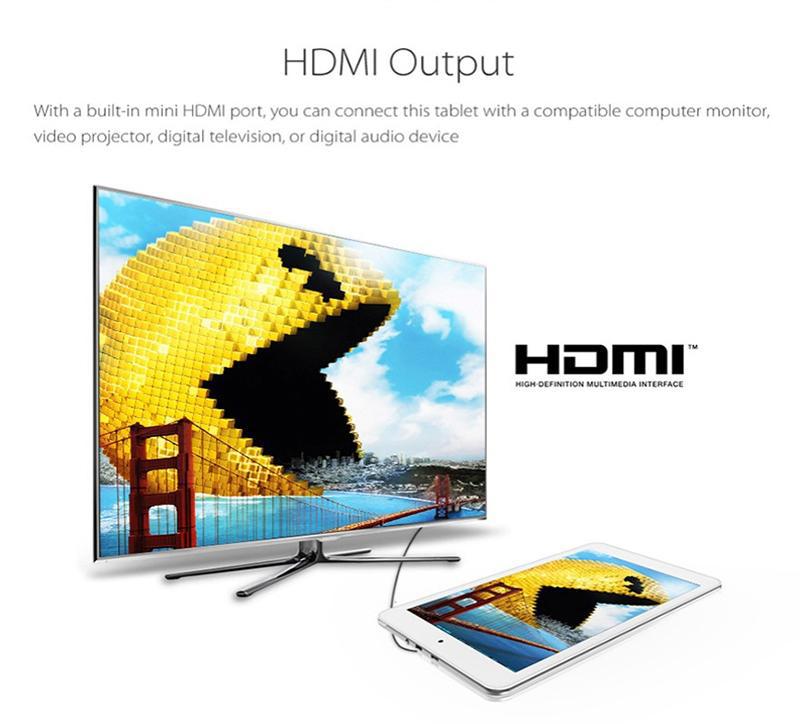 HDMI Output
With a built-in mini HDMI port, you can connect this tablet with a compatible computer monitor,
video projector, digital television, or digital audio device
HDMI™
HIGH-DEFINITION MULTIMEDIA INTERFACE